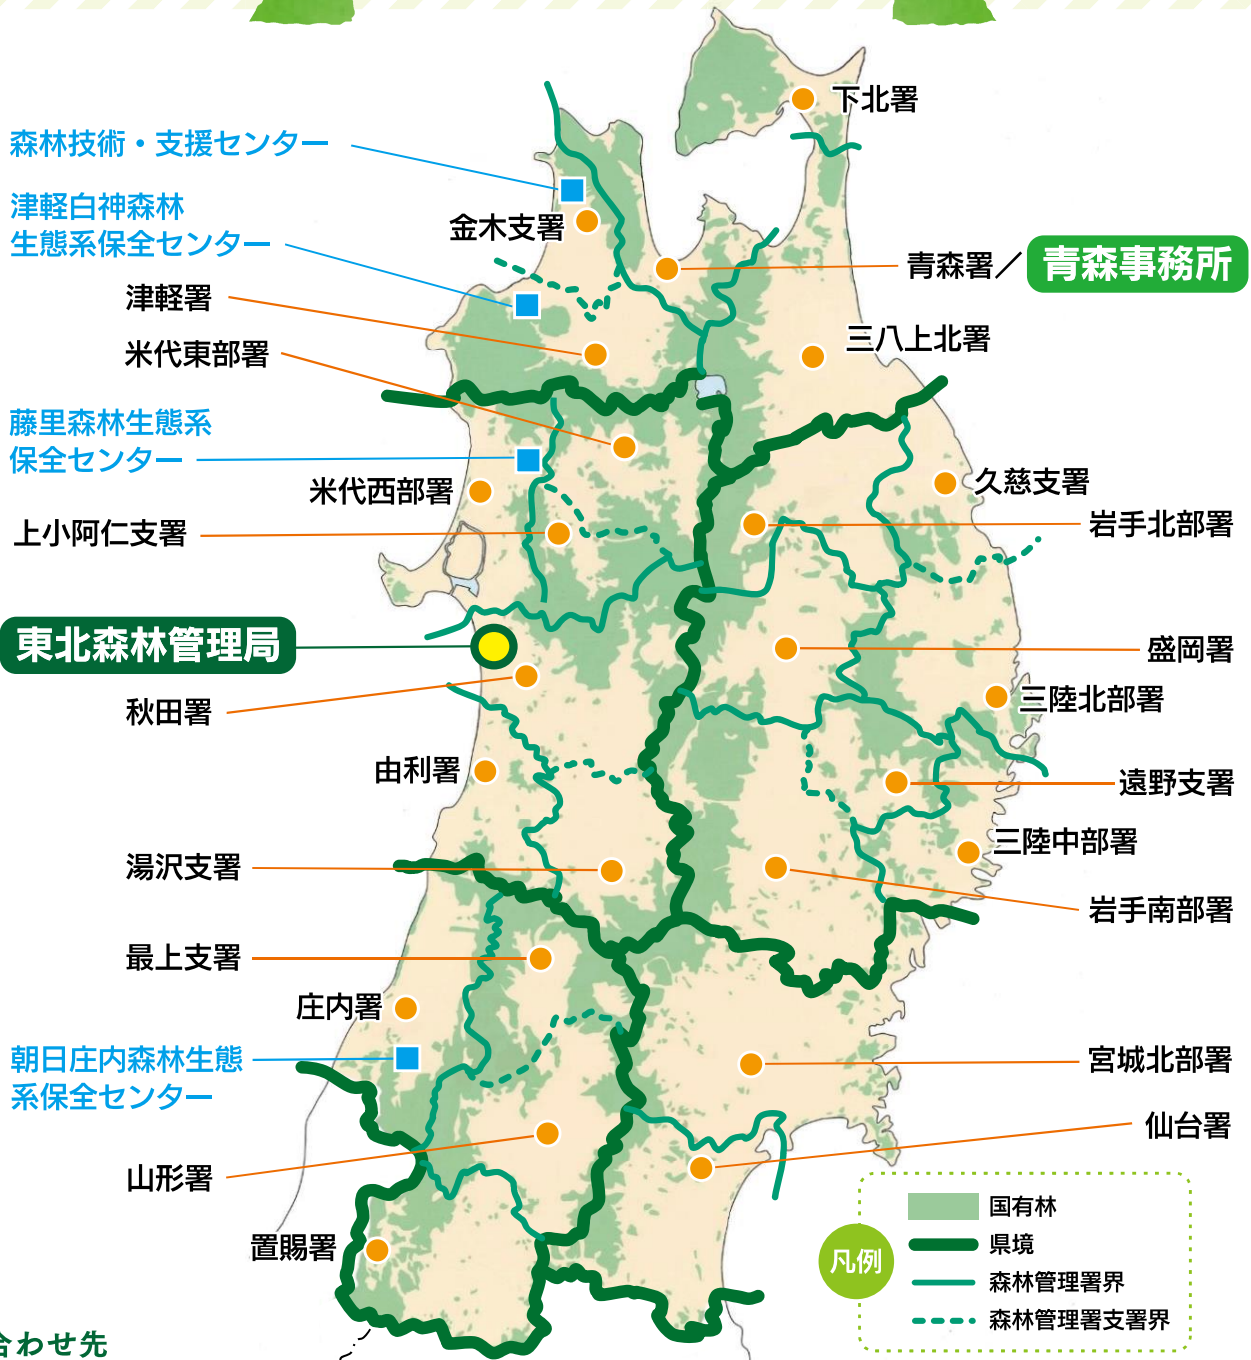 下北署
森林技術・支援センター
津軽白神森林
生態系保全センター
金木支署
青森署／青森事務所
津軽署
三八上北署
米代東部署
藤里森林生態系
保全センター
米代西部署
久慈支署
上小阿仁支署
岩手北部署
東北森林管理局
盛岡署
秋田署
三陸北部署
由利署
遠野支署
湯沢支署
三陸中部署
岩手南部署
最上支署
庄内署
朝日庄内森林生態
系保全センター
宮城北部署
仙台署
山形署
置賜署
凡例
国有林
県境
森林管理署界
森林管理署支署界
合わせ先